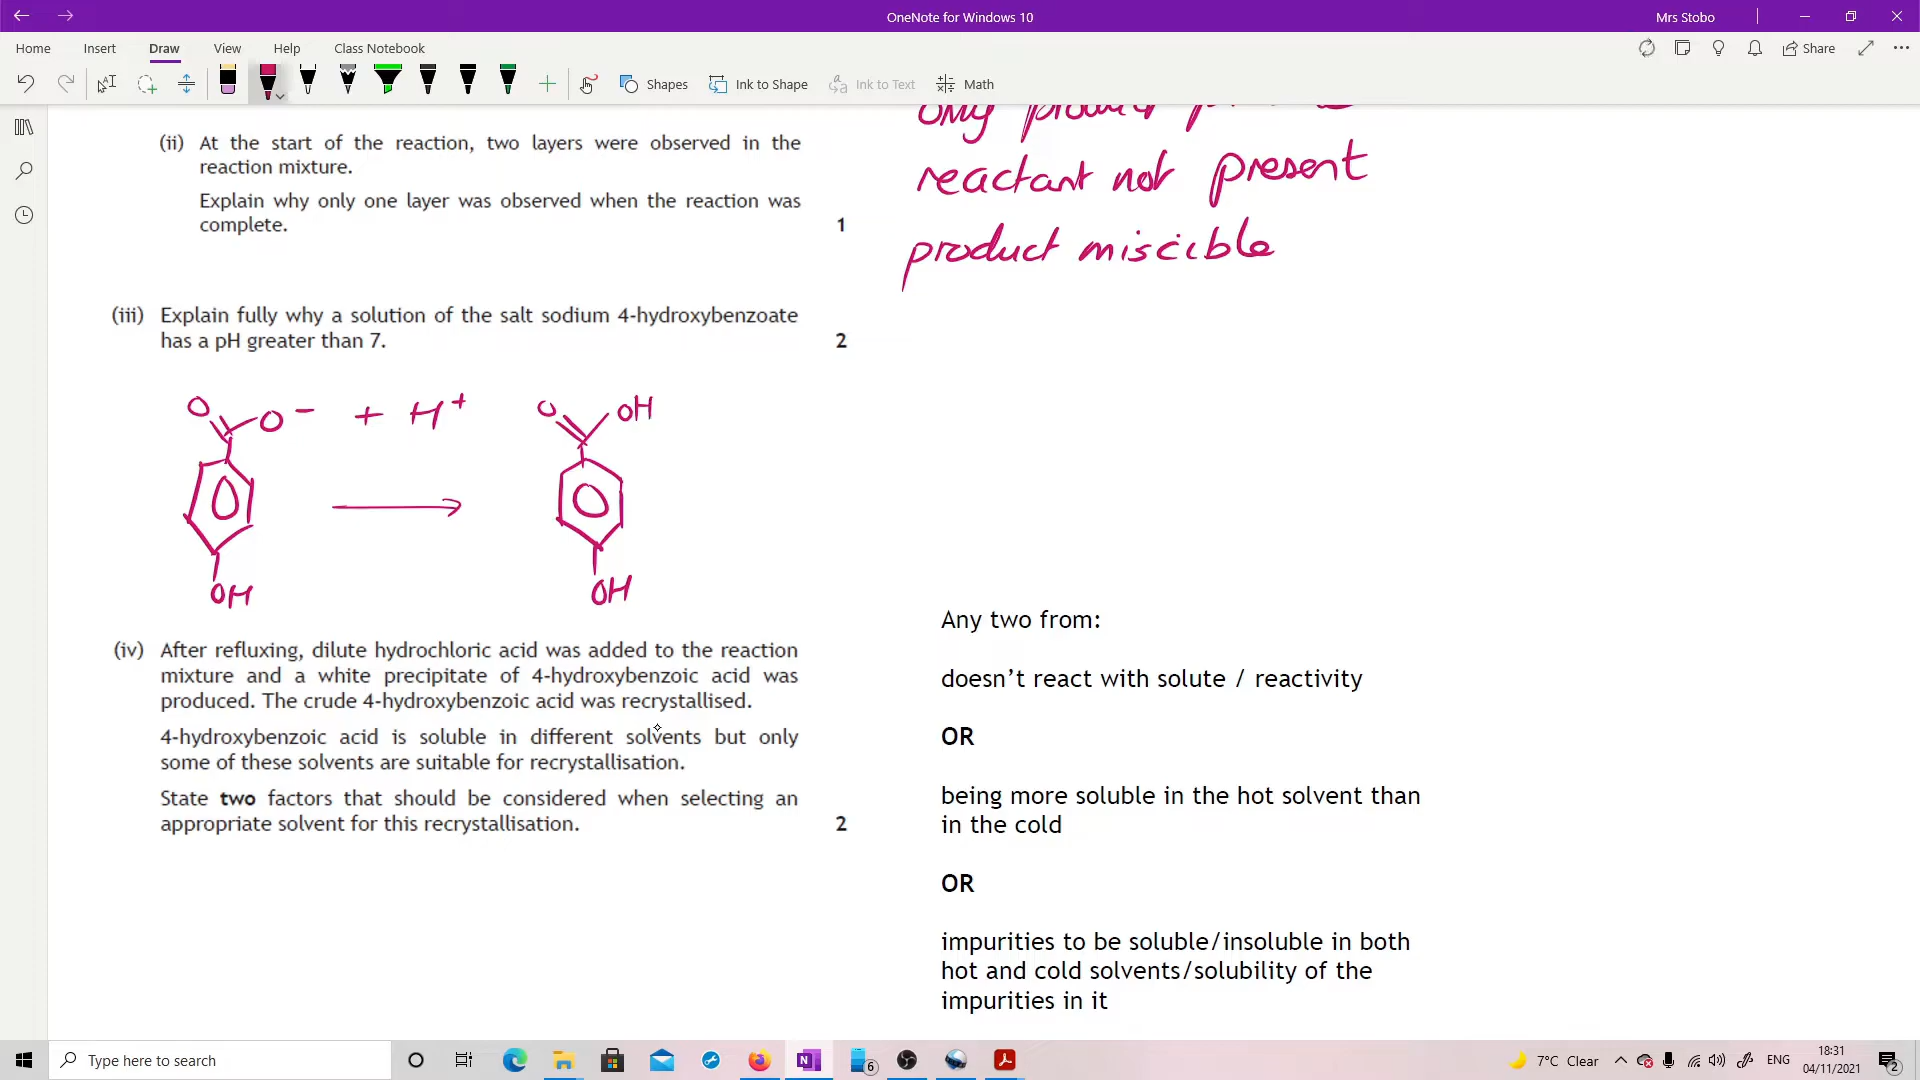 OneNote for Windows 10
Mrs Stobo
Home Insert Draw View Help Class Notebook
Share
Shapes Ink to Shape Ink to Text Math
only product
(ii) At the start of the reaction, two layers were observed in the
reaction mixture.
Explain why only one layer was observed when the reaction was
complete. 1
reactant not present
product miscible
(iii) Explain fully why a solution of the salt sodium 4-hydroxybenzoate
has a pH greater than 7. 2
O O⁻ + H⁺ O OH
OH OH
(iv) After refluxing, dilute hydrochloric acid was added to the reaction
mixture and a white precipitate of 4-hydroxybenzoic acid was
produced. The crude 4-hydroxybenzoic acid was recrystallised.
4-hydroxybenzoic acid is soluble in different solvents but only
some of these solvents are suitable for recrystallisation.
State two factors that should be considered when selecting an
appropriate solvent for this recrystallisation. 2
Any two from:
doesn’t react with solute / reactivity
OR
being more soluble in the hot solvent than
in the cold
OR
impurities to be soluble/insoluble in both
hot and cold solvents/solubility of the
impurities in it
Type here to search
6
7°C Clear
ENG
18:31
04/11/2021
2